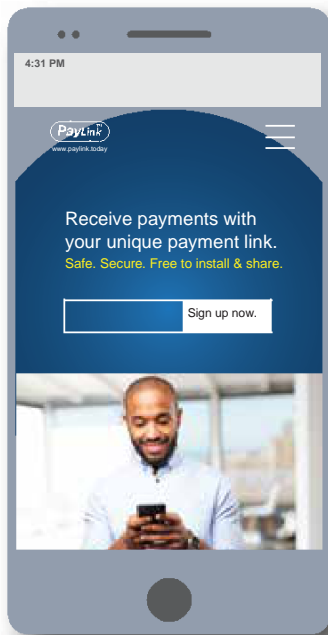 4:31 PM
PayLink™
www.paylink.today
Receive payments with
your unique payment link.
Safe. Secure. Free to install & share.
Sign up now.